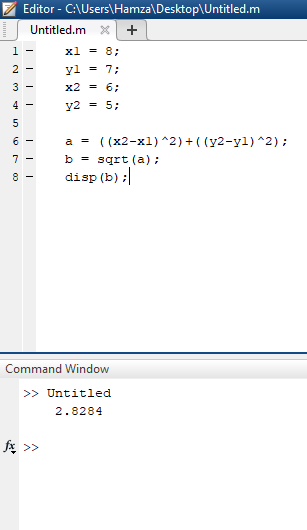 Editor - C:\Users\Hamza\Desktop\Untitled.m
Untitled.m × +
1 – x1 = 8;
2 – y1 = 7;
3 – x2 = 6;
4 – y2 = 5;
5
6 – a = ((x2-x1)^2)+((y2-y1)^2);
7 – b = sqrt(a);
8 – disp(b);
Command Window
>> Untitled
2.8284
fx >>